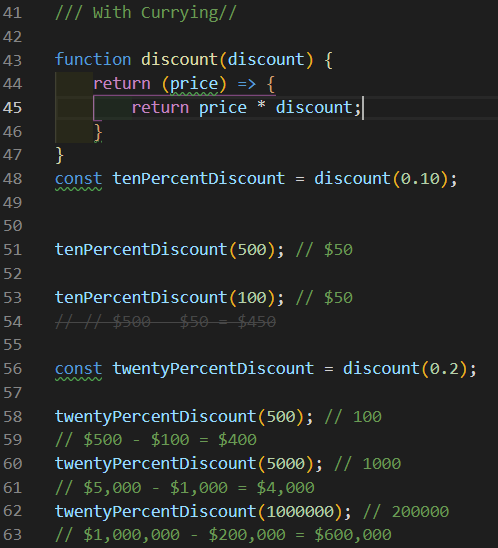 41 /// With Currying//
42
43 function discount(discount) {
44 return (price) => {
45 return price * discount;
46 }
47 }
48 const tenPercentDiscount = discount(0.10);
49
50
51 tenPercentDiscount(500); // $50
52
53 tenPercentDiscount(100); // $50
54 // // $500 - $50 = $450
55
56 const twentyPercentDiscount = discount(0.2);
57
58 twentyPercentDiscount(500); // 100
59 // $500 - $100 = $400
60 twentyPercentDiscount(5000); // 1000
61 // $5,000 - $1,000 = $4,000
62 twentyPercentDiscount(1000000); // 200000
63 // $1,000,000 - $200,000 = $600,000